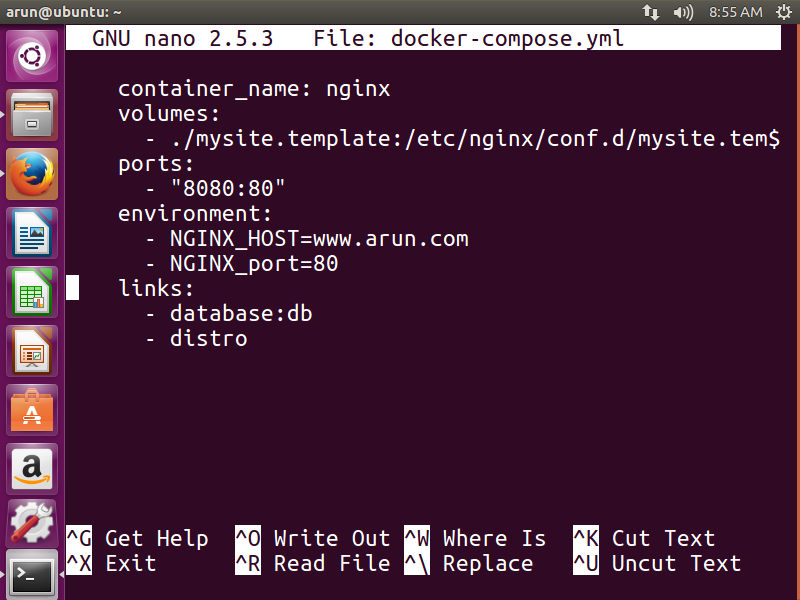 arun@ubuntu: ~ 8:55 AM
GNU nano 2.5.3 File: docker-compose.yml
container_name: nginx
volumes:
- ./mysite.template:/etc/nginx/conf.d/mysite.tem$
ports:
- "8080:80"
environment:
- NGINX_HOST=www.arun.com
- NGINX_port=80
links:
- database:db
- distro
^G Get Help ^O Write Out ^W Where Is ^K Cut Text
^X Exit ^R Read File ^\ Replace ^U Uncut Text